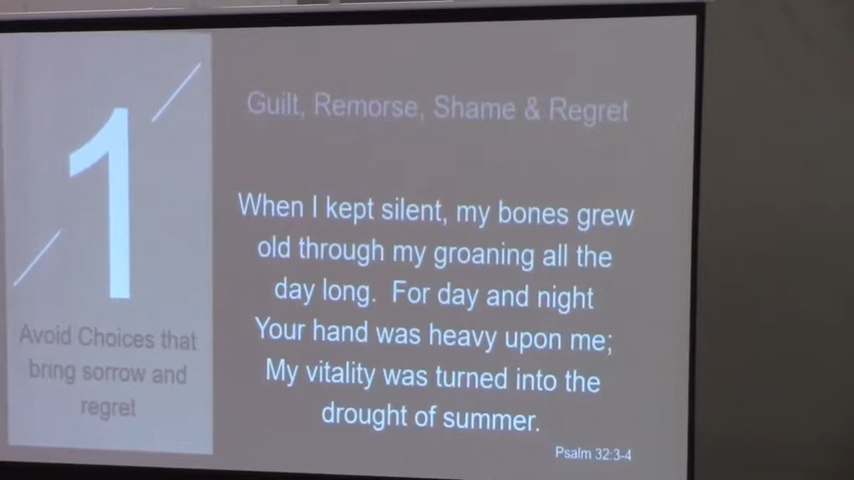 1
Avoid Choices that
bring sorrow and
regret
Guilt, Remorse, Shame & Regret
When I kept silent, my bones grew
old through my groaning all the
day long.  For day and night
Your hand was heavy upon me;
My vitality was turned into the
drought of summer.
Psalm 32:3-4